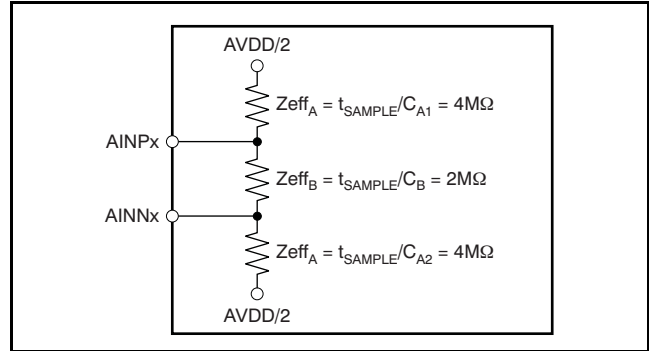 AVDD/2
Zeff_A = t_SAMPLE/C_A1 = 4MΩ
AINPx
Zeff_B = t_SAMPLE/C_B = 2MΩ
AINNx
Zeff_A = t_SAMPLE/C_A2 = 4MΩ
AVDD/2